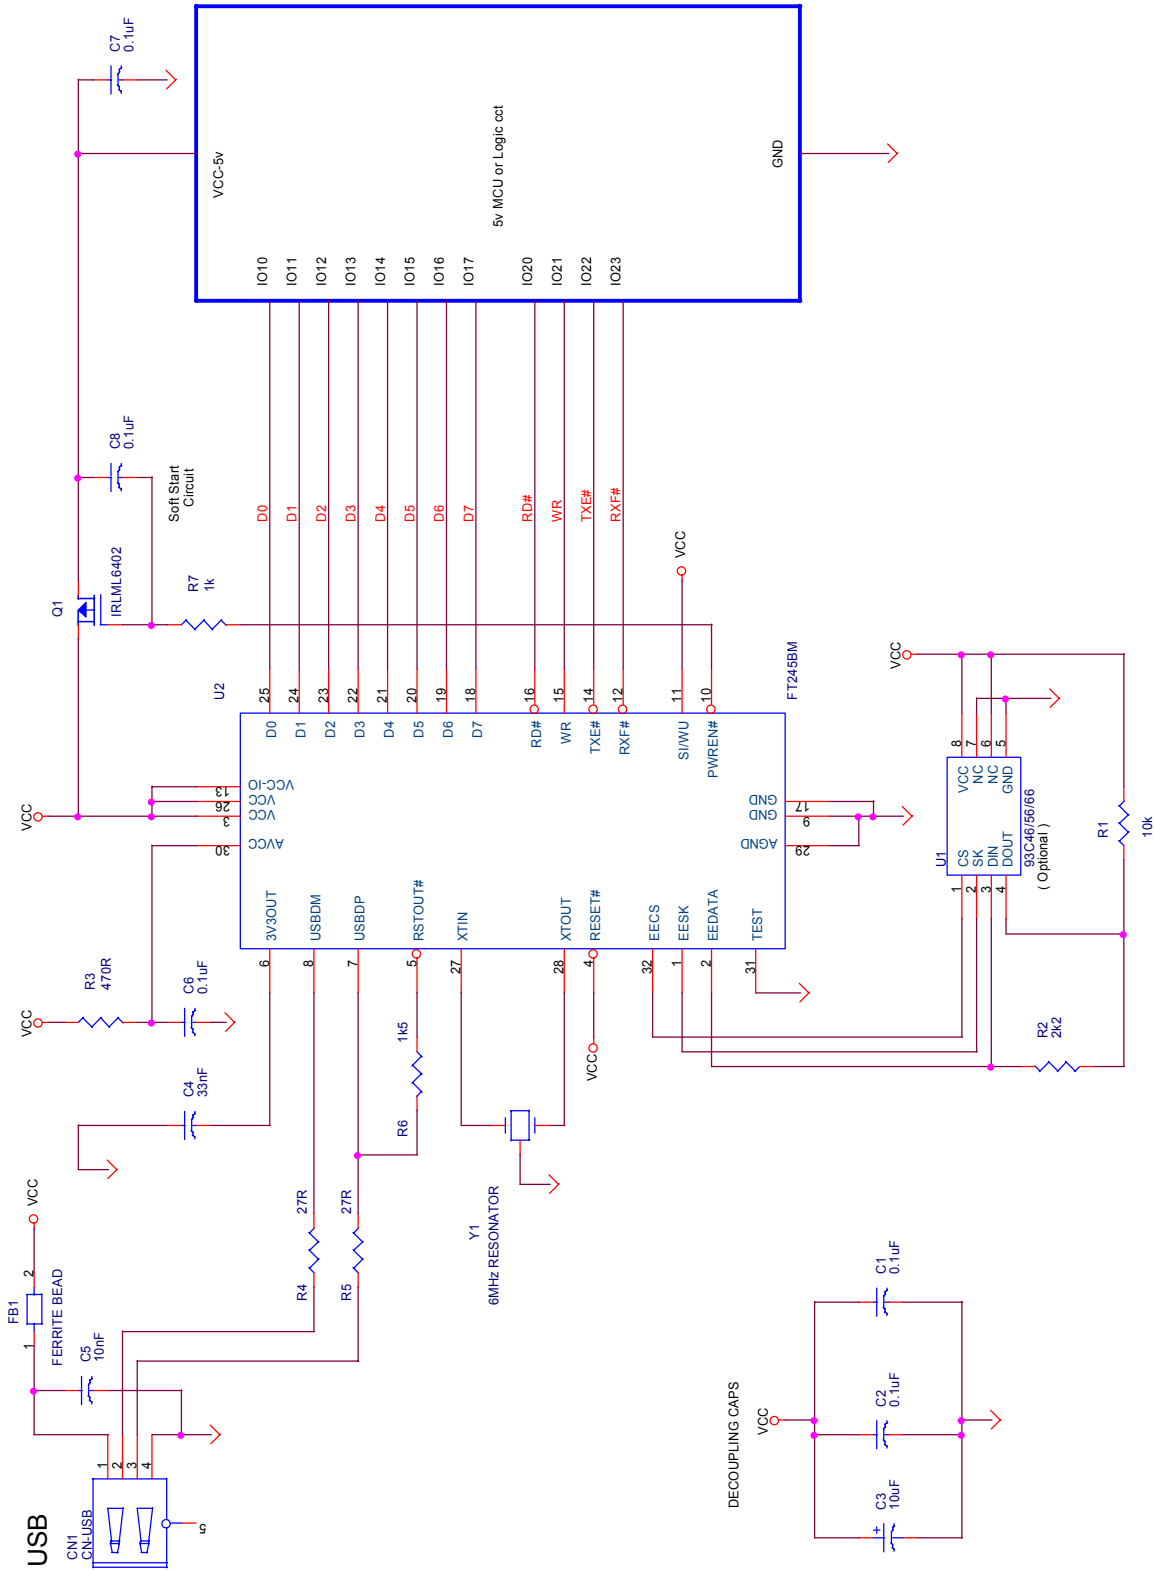 USB
CN1
CN-USB
1
2
3
4
5
FB1
1
2
FERRITE BEAD
VCC
C5
10nF
C4
33nF
VCC
R3
470R
C6
0.1uF
VCC
Q1
IRLML6402
C8
0.1uF
Soft Start
Circuit
R7
1k
C7
0.1uF
R4
27R
R5
27R
R6
1k5
Y1
6MHz RESONATOR
VCC
U2
FT245BM
6
3V3OUT
8
USBDM
7
USBDP
5
RSTOUT#
27
XTIN
28
XTOUT
4
RESET#
32
EECS
1
EESK
2
EEDATA
31
TEST
30
AVCC
3
VCC
26
VCC
13
VCC-IO
29
AGND
9
GND
17
GND
D0
25
D1
24
D2
23
D3
22
D4
21
D5
20
D6
19
D7
18
RD#
16
WR
15
TXE#
14
RXF#
12
SI/WU
11
PWREN#
10
VCC
D0
D1
D2
D3
D4
D5
D6
D7
RD#
WR
TXE#
RXF#
IO10
IO11
IO12
IO13
IO14
IO15
IO16
IO17
IO20
IO21
IO22
IO23
VCC-5v
5v MCU or Logic cct
GND
U1
1
CS
2
SK
3
DIN
4
DOUT
VCC
8
NC
7
NC
6
GND
5
93C46/56/66
( Optional )
VCC
R1
10k
R2
2k2
DECOUPLING CAPS
VCC
C3
+
10uF
C2
0.1uF
C1
0.1uF